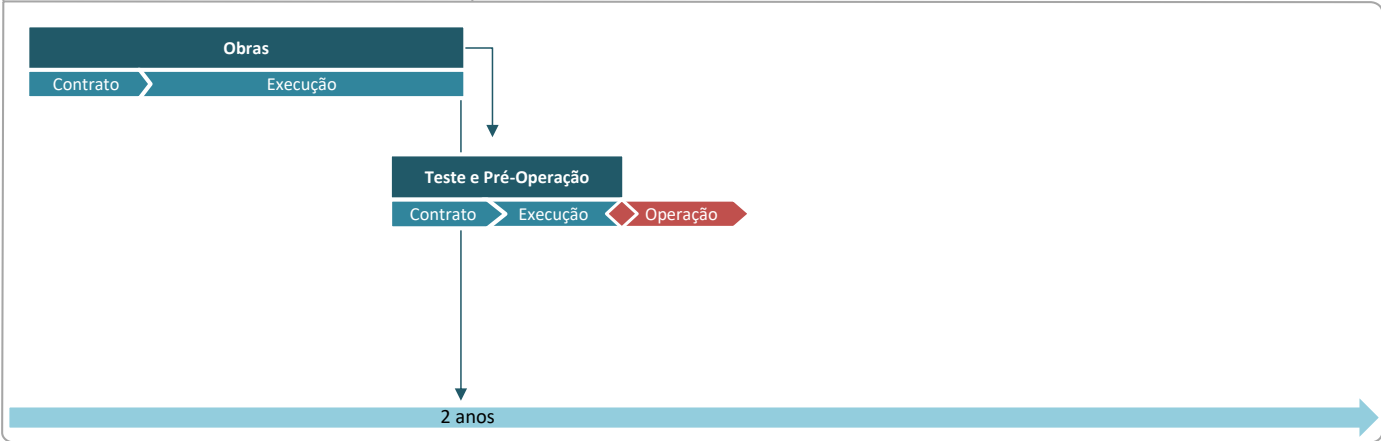 Obras
Contrato Execução
Teste e Pré-Operação
Contrato Execução Operação
2 anos